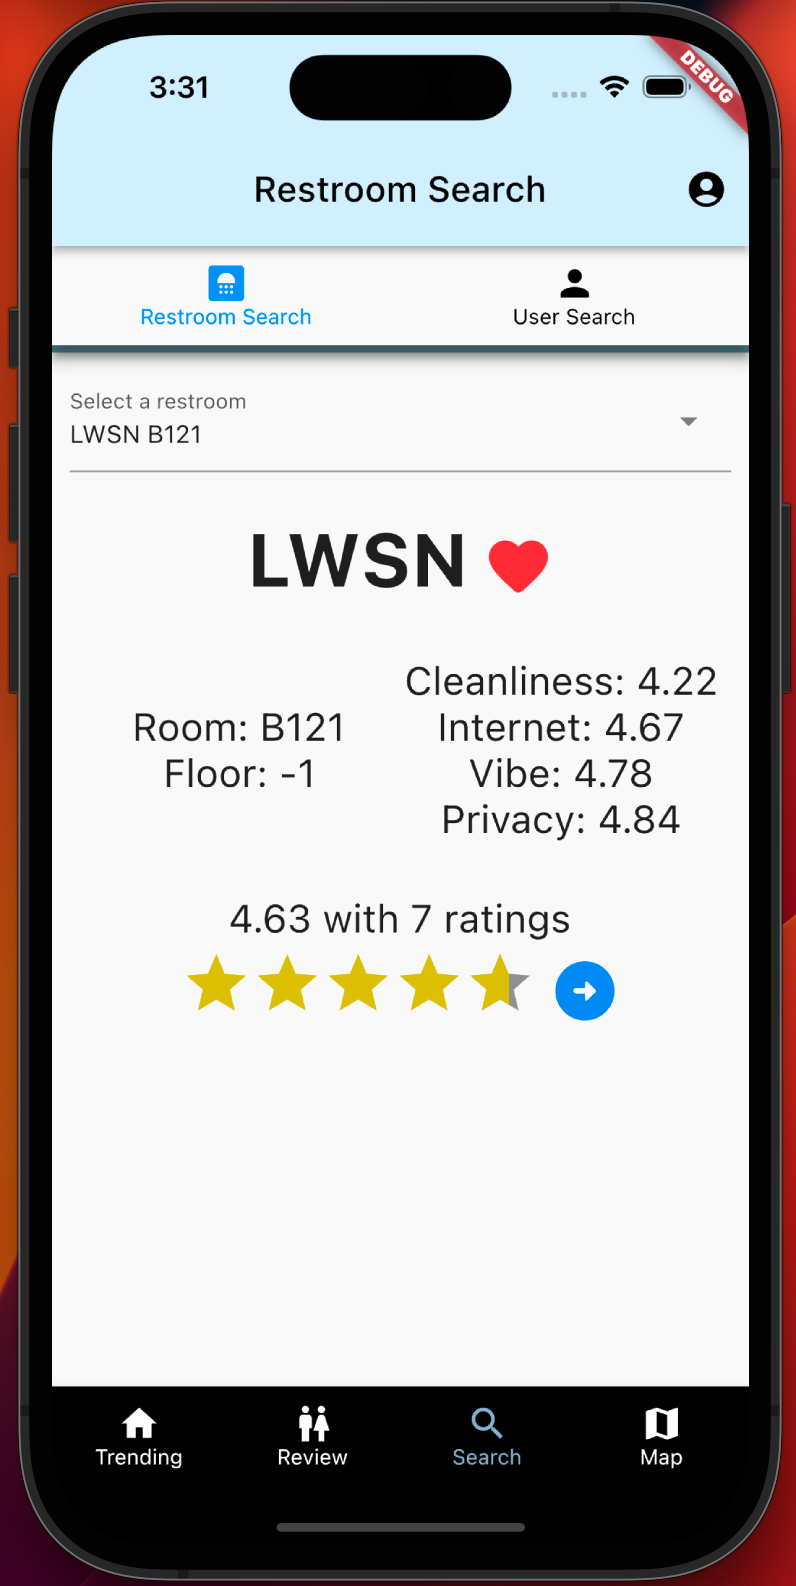 3:31
DEBUG
Restroom Search
Restroom Search
User Search
Select a restroom
LWSN B121
LWSN
Room: B121
Floor: -1
Cleanliness: 4.22
Internet: 4.67
Vibe: 4.78
Privacy: 4.84
4.63 with 7 ratings
Trending
Review
Search
Map